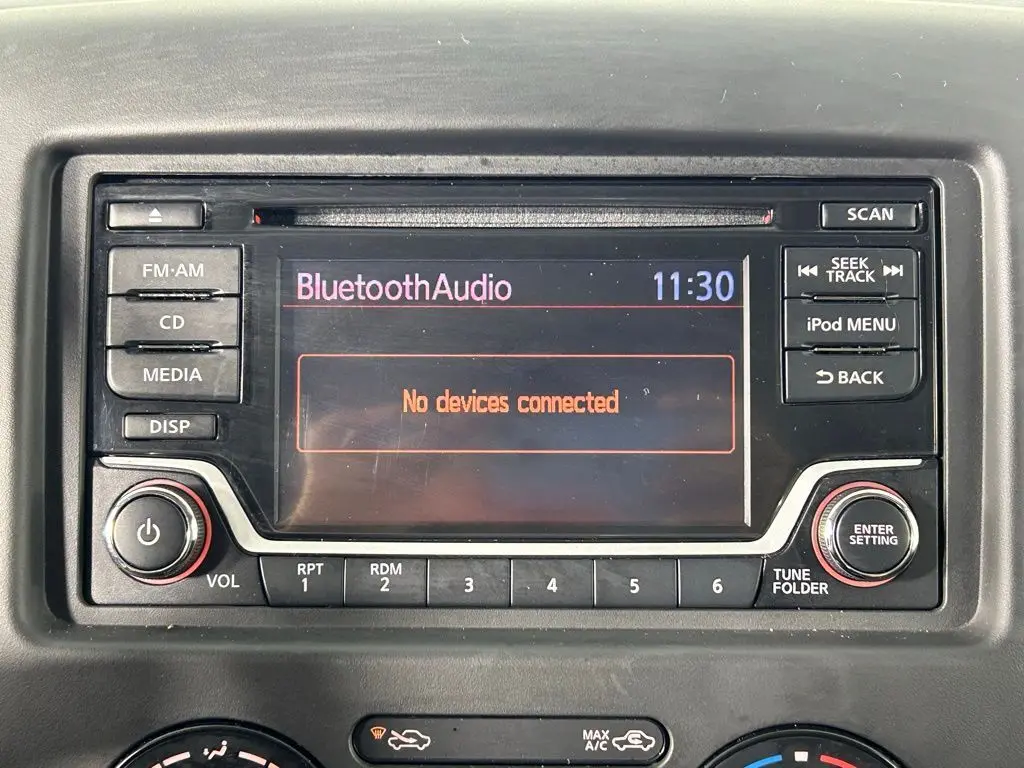 SCAN
FM·AM
SEEK
TRACK
BluetoothAudio
11:30
CD
iPod MENU
MEDIA
BACK
No devices connected
DISP
ENTER
SETTING
VOL
RPT
1
RDM
2
3
4
5
6
TUNE
FOLDER
MAX
A/C